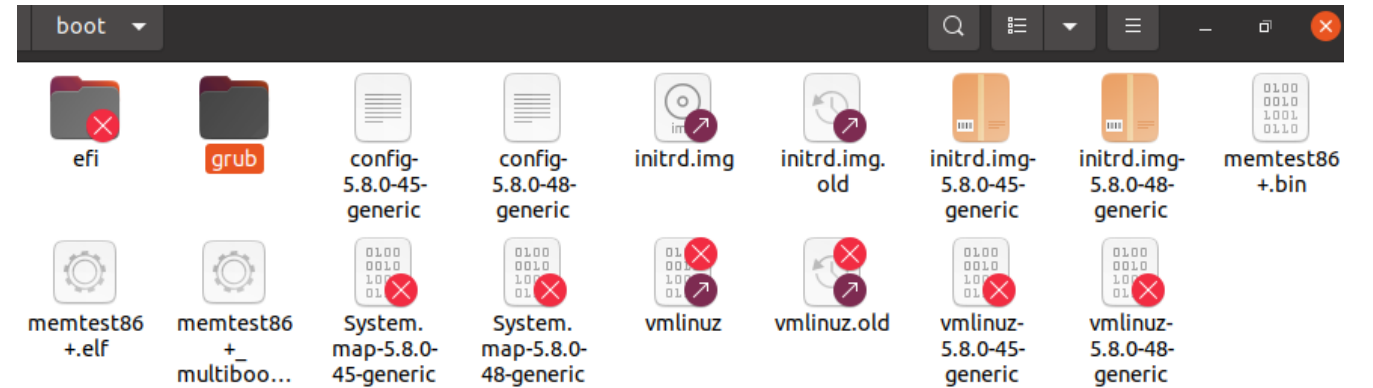 boot
efi
grub
config-
5.8.0-45-
generic
config-
5.8.0-48-
generic
initrd.img
initrd.img.
old
initrd.img-
5.8.0-45-
generic
initrd.img-
5.8.0-48-
generic
memtest86
+.bin
memtest86
+.elf
memtest86
+_
multiboo...
System.
map-5.8.0-
45-generic
System.
map-5.8.0-
48-generic
vmlinuz
vmlinuz.old
vmlinuz-
5.8.0-45-
generic
vmlinuz-
5.8.0-48-
generic